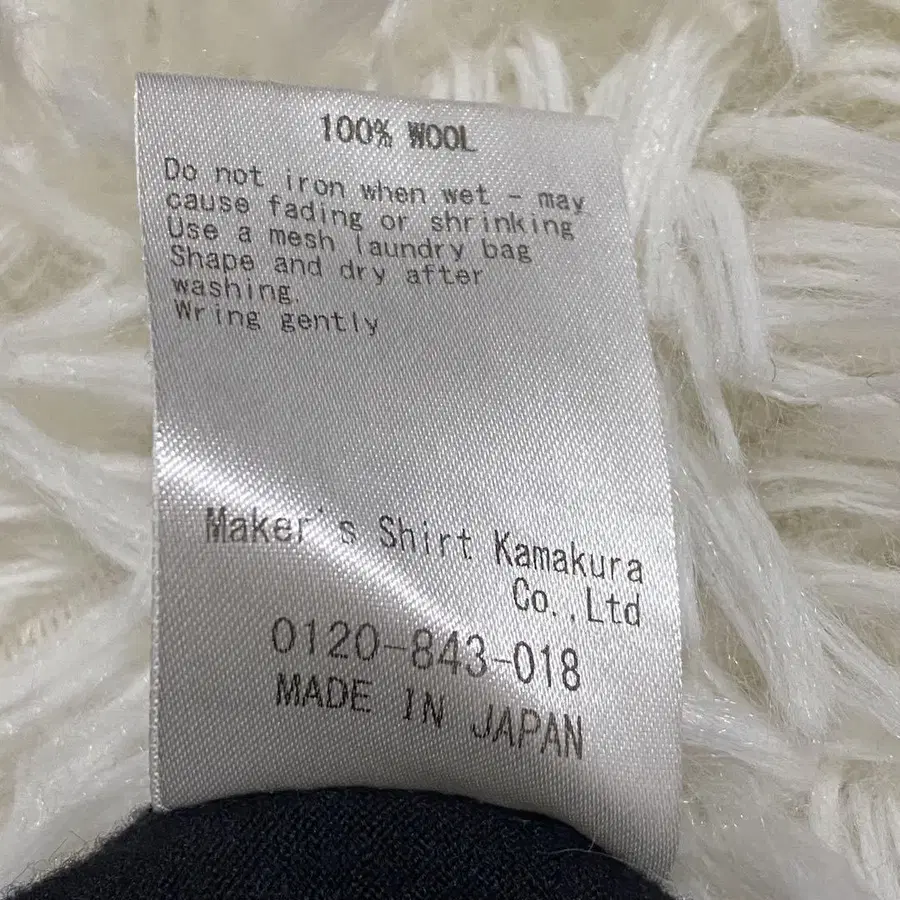 100% WOOL
Do not iron when wet - may
cause fading or shrinking
Use a mesh laundry bag
Shape and dry after
washing.
Wring gently
Maker's Shirt Kamakura
Co.,Ltd
0120-843-018
MADE IN JAPAN